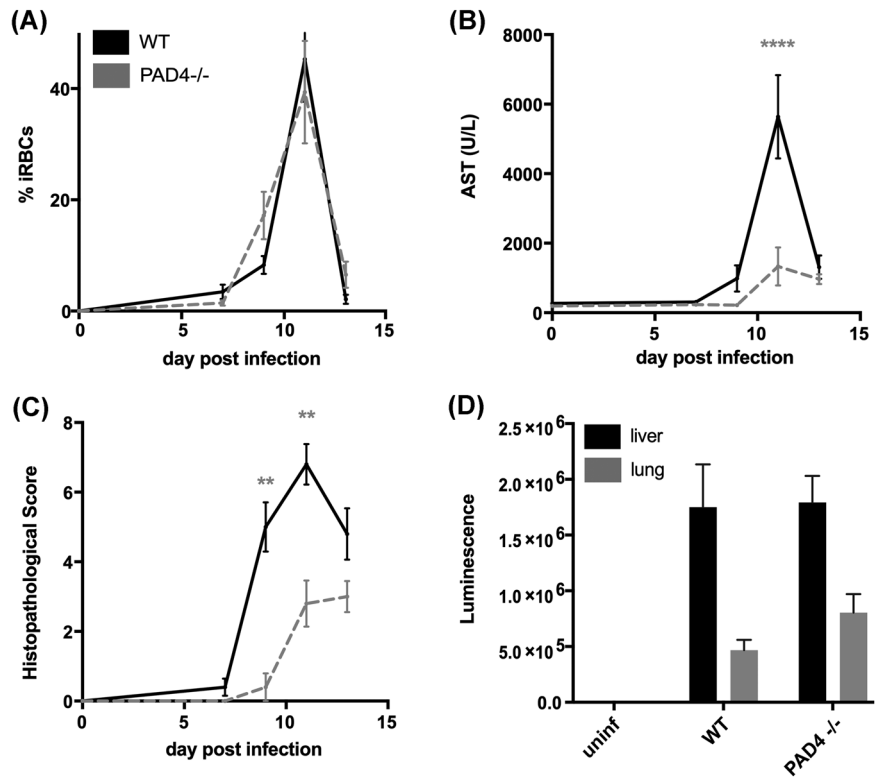 (A)
WT
PAD4-/-
% iRBCs
40
20
0
0 5 10 15
day post infection
(B)
AST (U/L)
8000
6000
4000
2000
0
****
0 5 10 15
day post infection
(C)
Histopathological Score
8
6
4
2
0
**
**
0 5 10 15
day post infection
(D)
liver
lung
Luminescence
2.5 ×10 6
2.0 ×10 6
1.5 ×10 6
1.0 ×10 6
5.0 ×10 5
0.0
uninf
WT
PAD4 -/-